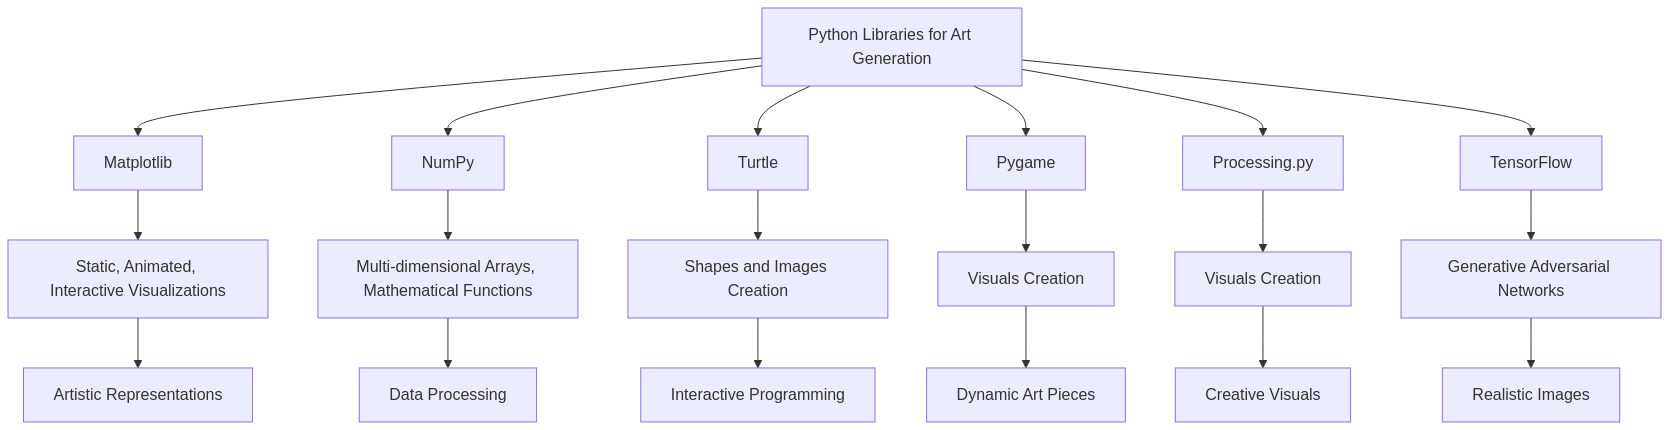 Python Libraries for Art
Generation
Matplotlib
NumPy
Turtle
Pygame
Processing.py
TensorFlow
Static, Animated,
Interactive Visualizations
Multi-dimensional Arrays,
Mathematical Functions
Shapes and Images
Creation
Visuals Creation
Visuals Creation
Generative Adversarial
Networks
Artistic Representations
Data Processing
Interactive Programming
Dynamic Art Pieces
Creative Visuals
Realistic Images